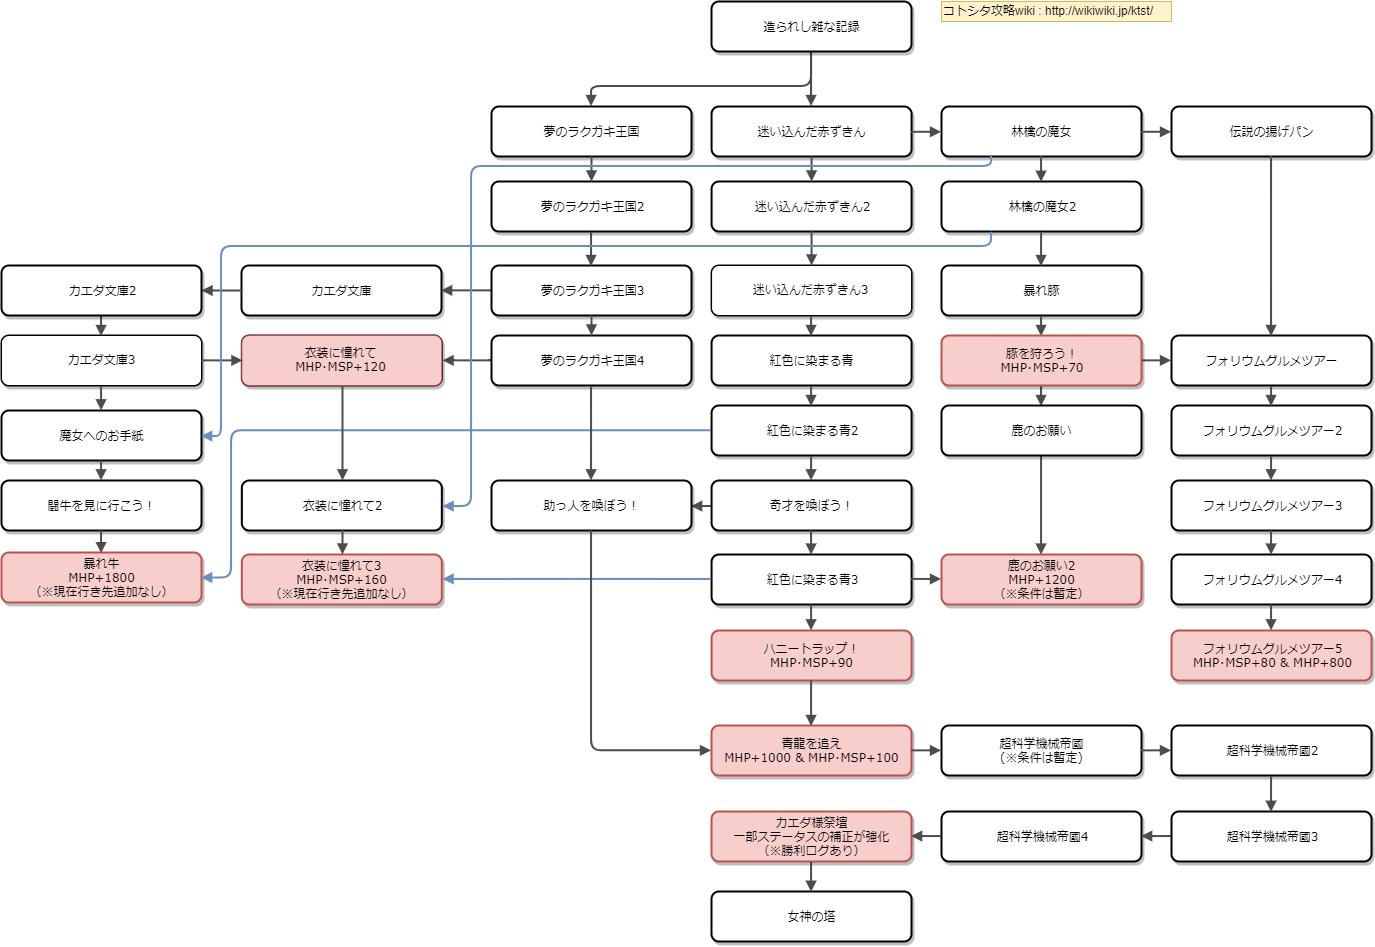 造られし雑な記録
コトシタ攻略wiki : http://wikiwiki.jp/ktst/
夢のラクガキ王国
迷い込んだ赤ずきん
林檎の魔女
伝説の揚げパン
夢のラクガキ王国2
迷い込んだ赤ずきん2
林檎の魔女2
カエダ文庫2
カエダ文庫
夢のラクガキ王国3
迷い込んだ赤ずきん3
暴れ豚
カエダ文庫3
衣装に憧れて
MHP･MSP+120
夢のラクガキ王国4
紅色に染まる青
豚を狩ろう！
MHP･MSP+70
フォリウムグルメツアー
魔女へのお手紙
紅色に染まる青2
鹿のお願い
フォリウムグルメツアー2
闘牛を見に行こう！
衣装に憧れて2
助っ人を喚ぼう！
奇才を喚ぼう！
フォリウムグルメツアー3
暴れ牛
MHP+1800
（※現在行き先追加なし）
衣装に憧れて3
MHP･MSP+160
（※現在行き先追加なし）
紅色に染まる青3
鹿のお願い2
MHP+1200
（※条件は暫定）
フォリウムグルメツアー4
ハニートラップ！
MHP･MSP+90
フォリウムグルメツアー5
MHP･MSP+80 & MHP+800
青龍を追え
MHP+1000 & MHP･MSP+100
超科学機械帝國
（※条件は暫定）
超科学機械帝國2
カエダ様祭壇
一部ステータスの補正が強化
（※勝利ログあり）
超科学機械帝國4
超科学機械帝國3
女神の塔